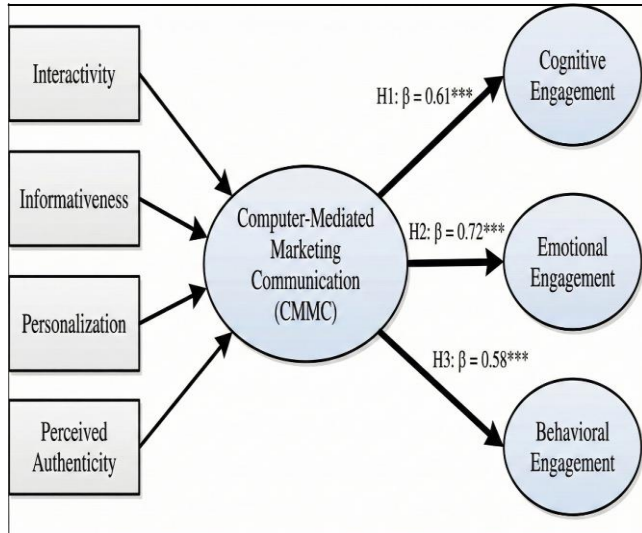 Interactivity
Informativeness
Personalization
Perceived
Authenticity
Computer-Mediated
Marketing
Communication
(CMMC)
H1: β = 0.61***
H2: β = 0.72***
H3: β = 0.58***
Cognitive
Engagement
Emotional
Engagement
Behavioral
Engagement